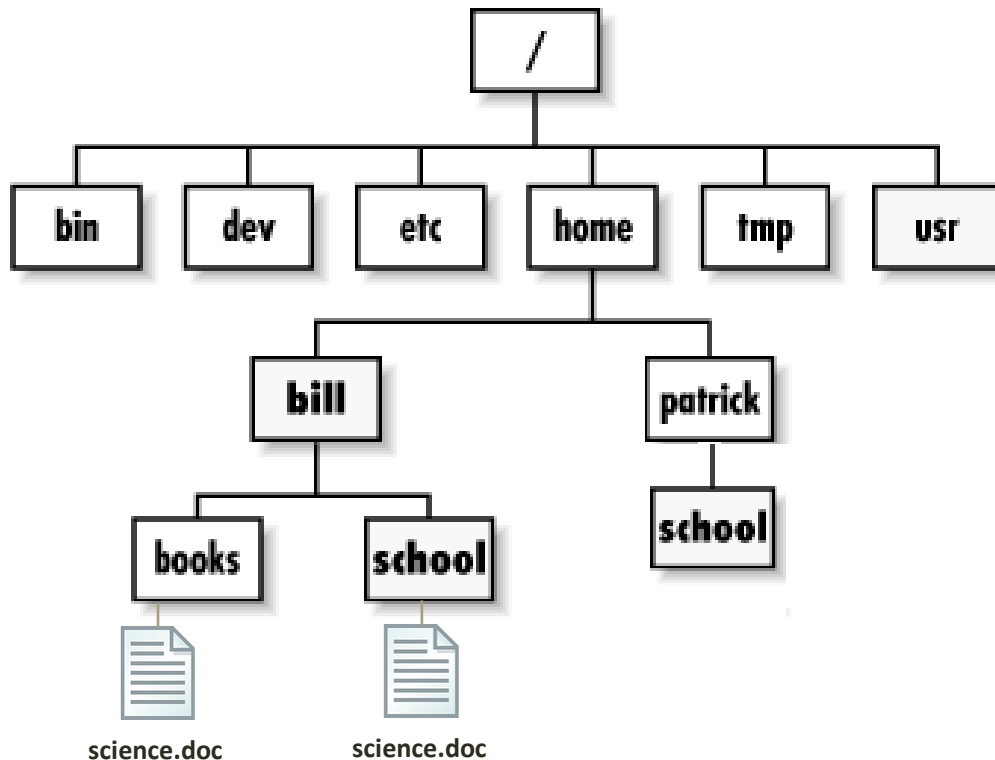 /
bin dev etc home tmp usr
bill patrick
books school school
science.doc science.doc